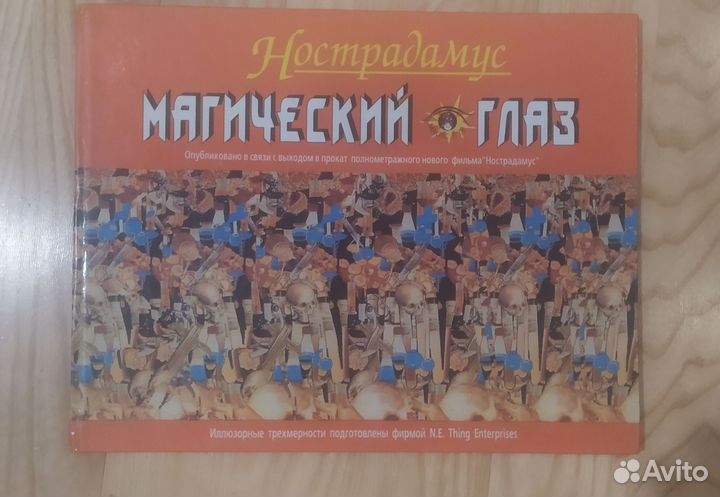 Нострадамус
МАГИЧЕСКИЙ ГЛАЗ
Опубликовано в связи с выходом в прокат полнометражного нового фильма "Нострадамус"
Иллюзорные трехмерности подготовлены фирмой N.E. Thing Enterprises
Avito